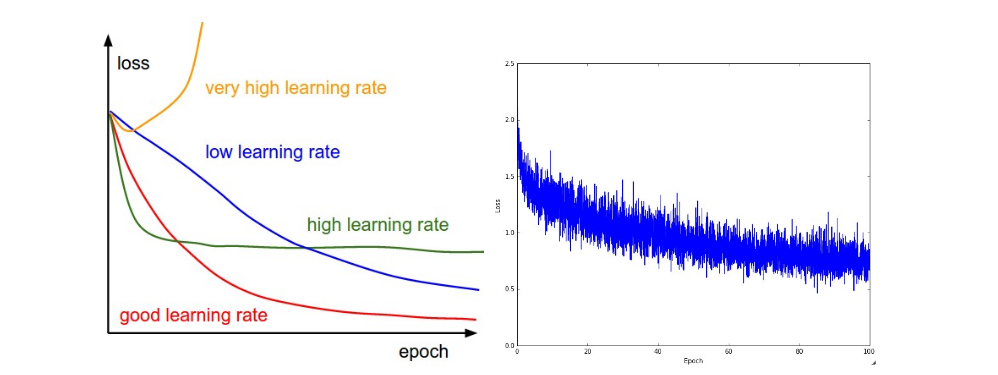 loss
very high learning rate
low learning rate
high learning rate
good learning rate
epoch
2.5
2.0
1.5
1.0
0.5
0.0
Loss
0
20
40
60
80
100
Epoch